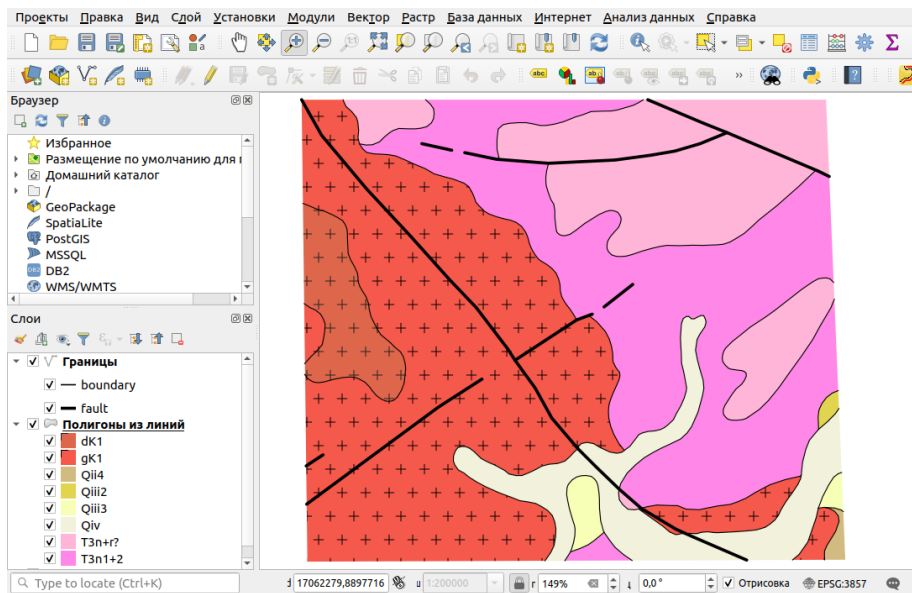 Проекты Правка Вид Слой Установки Модули Вектор Растр База данных Интернет Анализ данных Справка
abc abc
Браузер
Избранное
Размещение по умолчанию для
Домашний каталог
/
GeoPackage
SpatiaLite
PostGIS
MSSQL
DB2
WMS/WMTS
Слои
Границы
boundary
fault
Полигоны из линий
dK1
gK1
Qii4
Qiii2
Qiii3
Qiv
T3n+r?
T3n1+2
Type to locate (Ctrl+K) 17062279,8897716 1:200000 149% 0,0° Отрисовка EPSG:3857